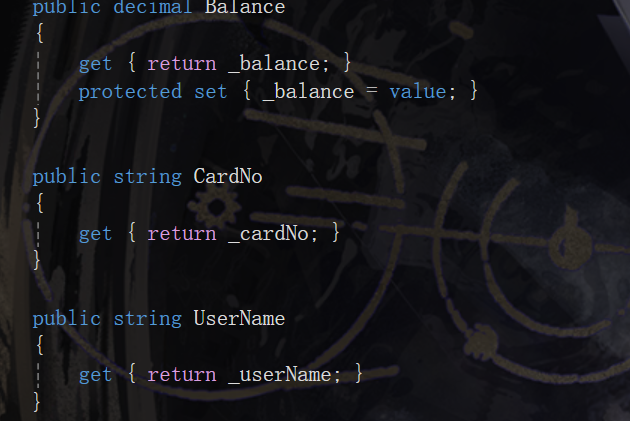 public decimal Balance
{
get { return _balance; }
protected set { _balance = value; }
}
public string CardNo
{
get { return _cardNo; }
}
public string UserName
{
get { return _userName; }
}